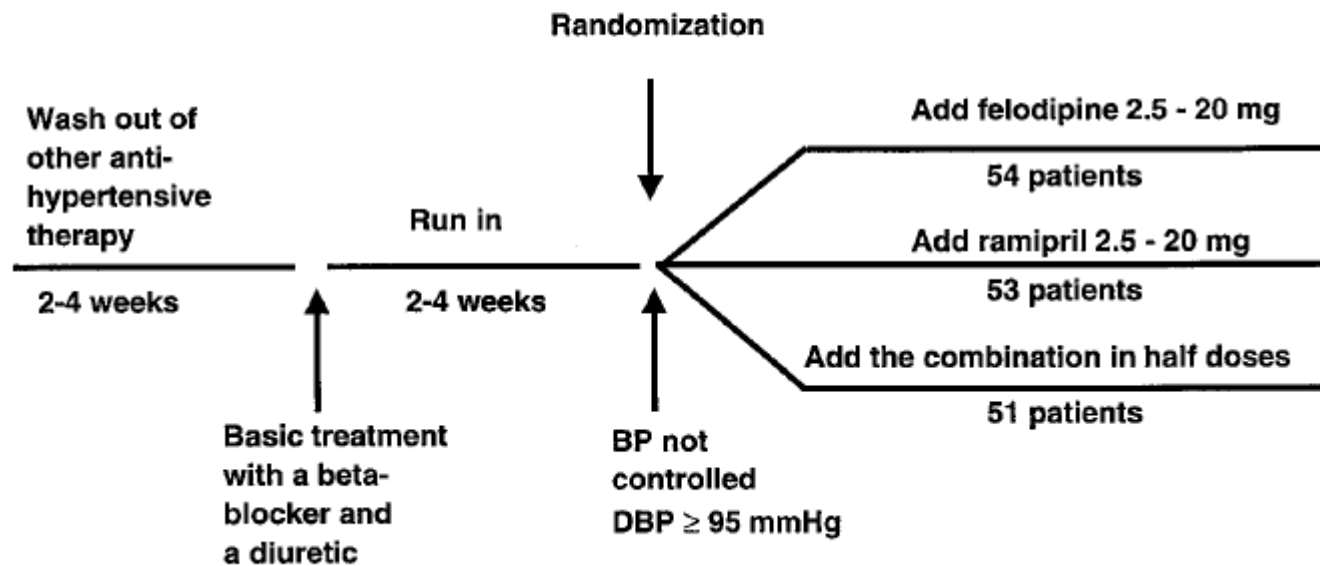 Randomization
Wash out of
other anti-
hypertensive
therapy
2-4 weeks
Run in
2-4 weeks
Add felodipine 2.5 - 20 mg
54 patients
Add ramipril 2.5 - 20 mg
53 patients
Add the combination in half doses
51 patients
Basic treatment
with a beta-
blocker and
a diuretic
BP not
controlled
DBP ≥ 95 mmHg